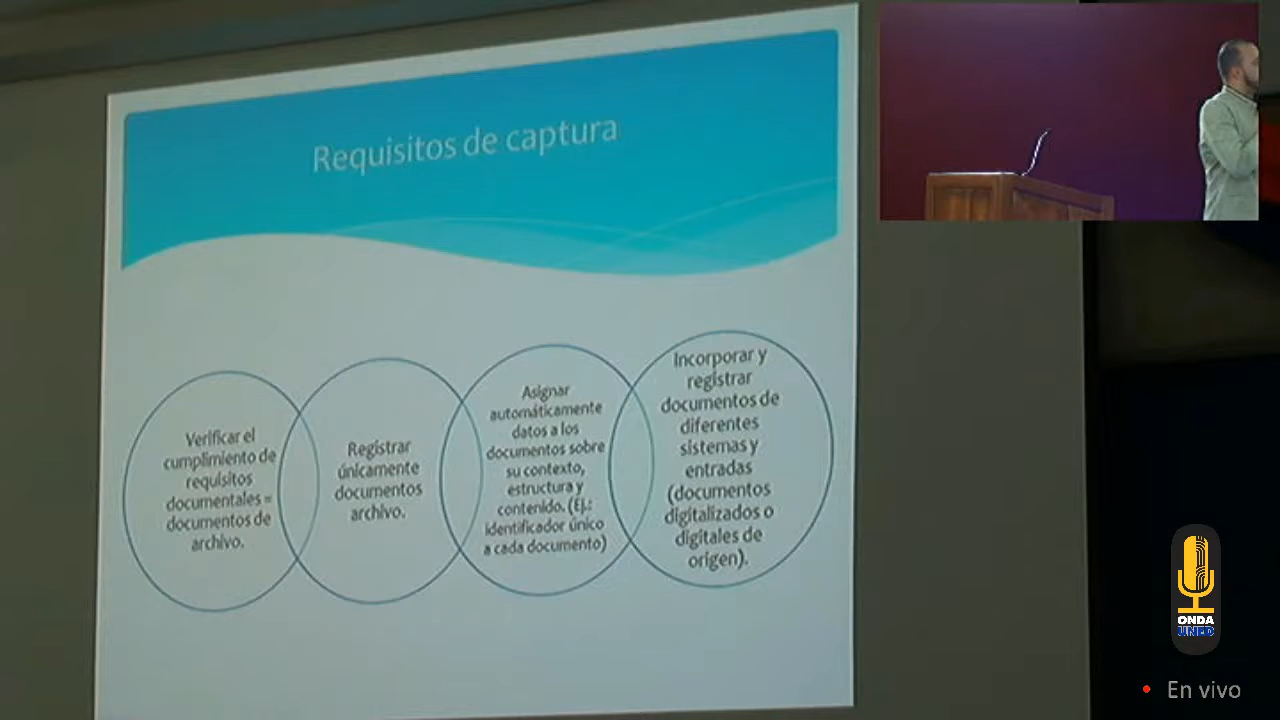 Requisitos de captura
Verificar el
cumplimiento de
requisitos
documentales =
documentos de
archivo.
Registrar
únicamente
documentos
archivo.
Asignar
automáticamente
datos a los
documentos sobre
su contexto,
estructura y
contenido. (Ej.:
identificador único
a cada documento)
Incorporar y
registrar
documentos de
diferentes
sistemas y
entradas
(documentos
digitalizados o
digitales de
origen).
ONDA
UNED
En vivo